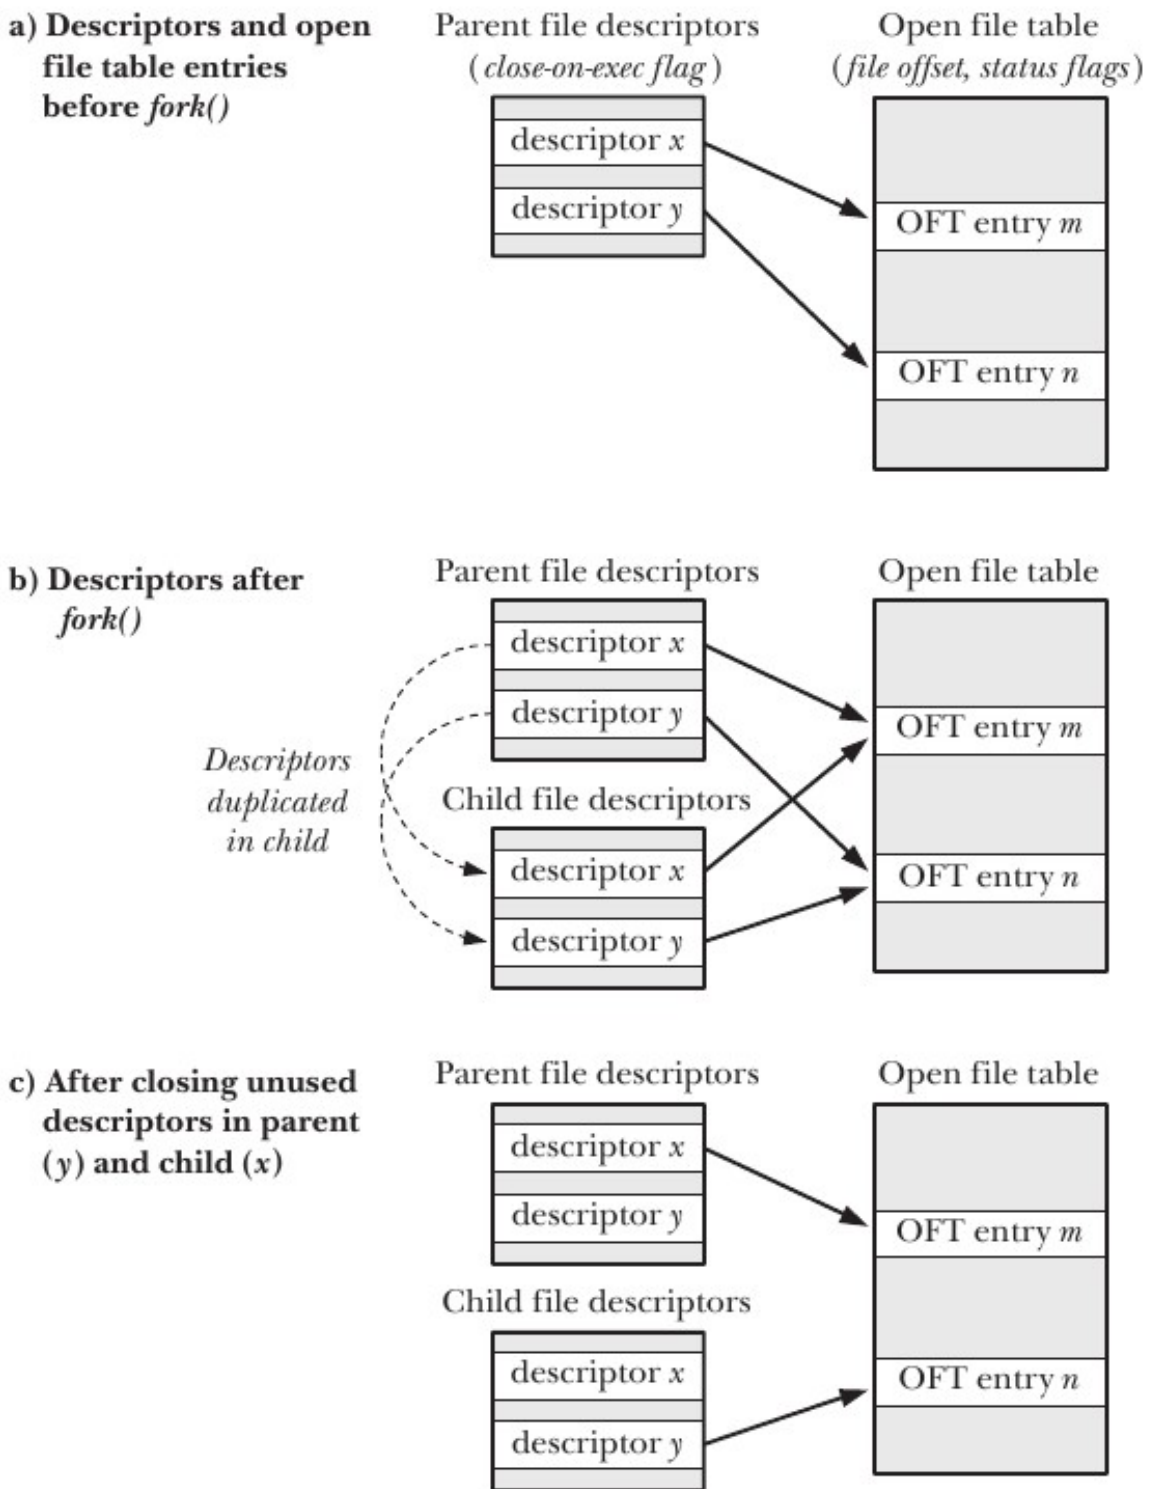 a) Descriptors and open
file table entries
before fork()
Parent file descriptors
(close-on-exec flag)
descriptor x
descriptor y
Open file table
(file offset, status flags)
OFT entry m
OFT entry n
b) Descriptors after
fork()
Descriptors
duplicated
in child
Parent file descriptors
descriptor x
descriptor y
Child file descriptors
descriptor x
descriptor y
Open file table
OFT entry m
OFT entry n
c) After closing unused
descriptors in parent
(y) and child (x)
Parent file descriptors
descriptor x
descriptor y
Child file descriptors
descriptor x
descriptor y
Open file table
OFT entry m
OFT entry n